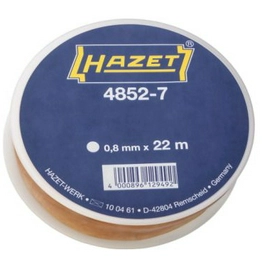 HAZET
4852-7
0,8 mm x 22 m
4 000896 129492
HAZET-WERK • 10 04 61 • D-42804 Remscheid • Germany